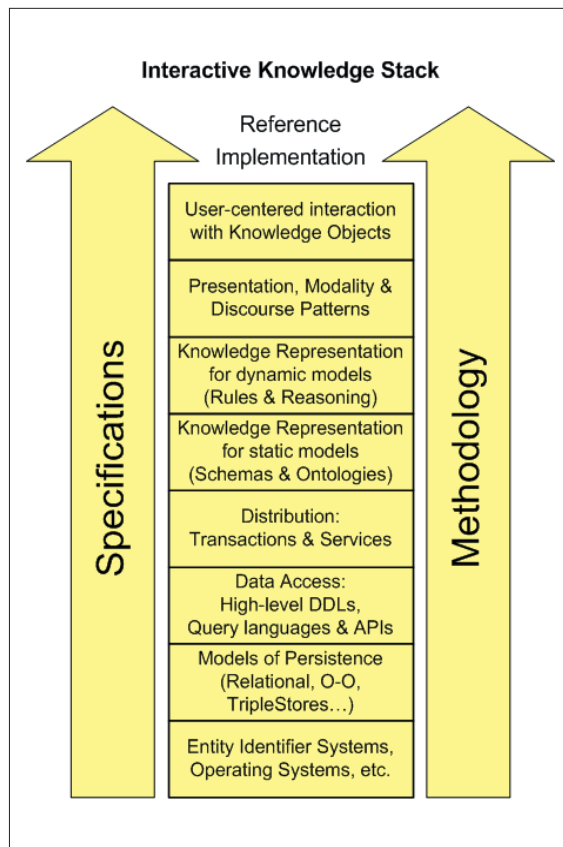 Interactive Knowledge Stack
Reference
Implementation
Specifications
User-centered interaction
with Knowledge Objects
Presentation, Modality &
Discourse Patterns
Knowledge Representation
for dynamic models
(Rules & Reasoning)
Knowledge Representation
for static models
(Schemas & Ontologies)
Distribution:
Transactions & Services
Data Access:
High-level DDLs,
Query languages & APIs
Models of Persistence
(Relational, O-O,
TripleStores…)
Entity Identifier Systems,
Operating Systems, etc.
Methodology